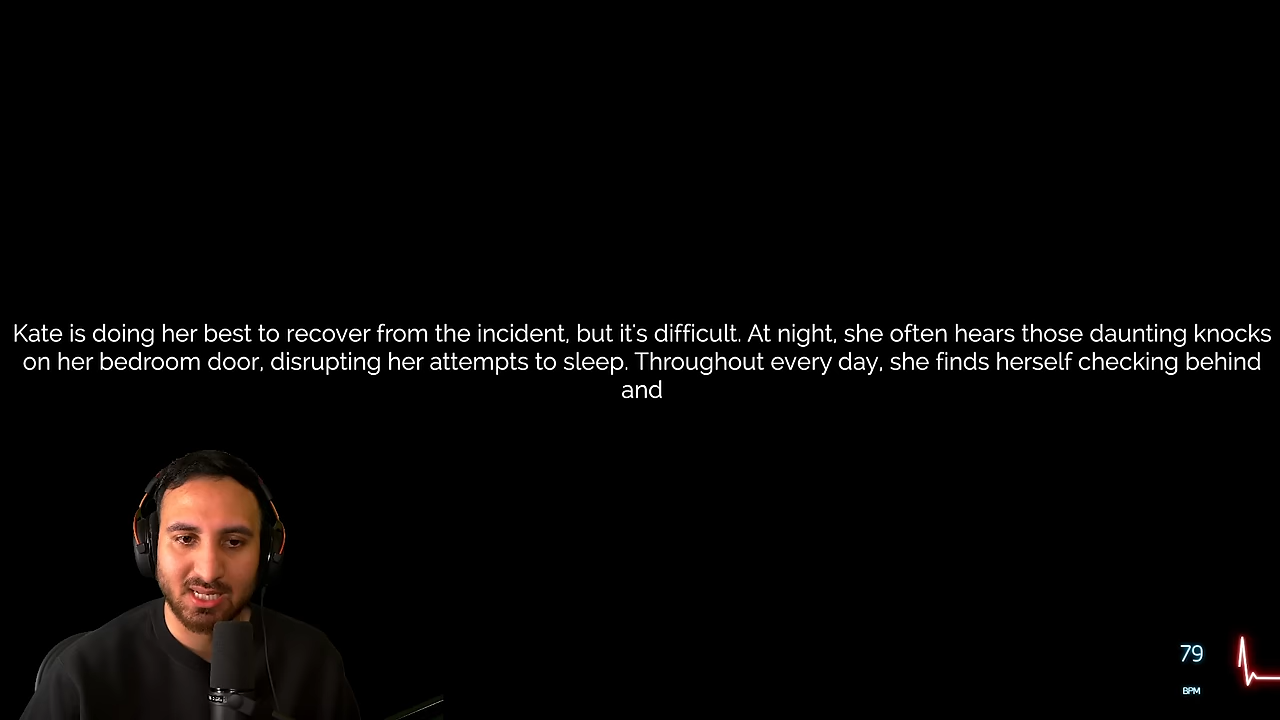 Kate is doing her best to recover from the incident, but it's difficult. At night, she often hears those daunting knocks
on her bedroom door, disrupting her attempts to sleep. Throughout every day, she finds herself checking behind
and
79
BPM